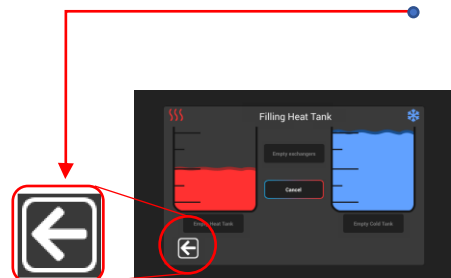 Filling Heat Tank
Empty exchangers
Cancel
Empty Heat Tank
Empty Cold Tank